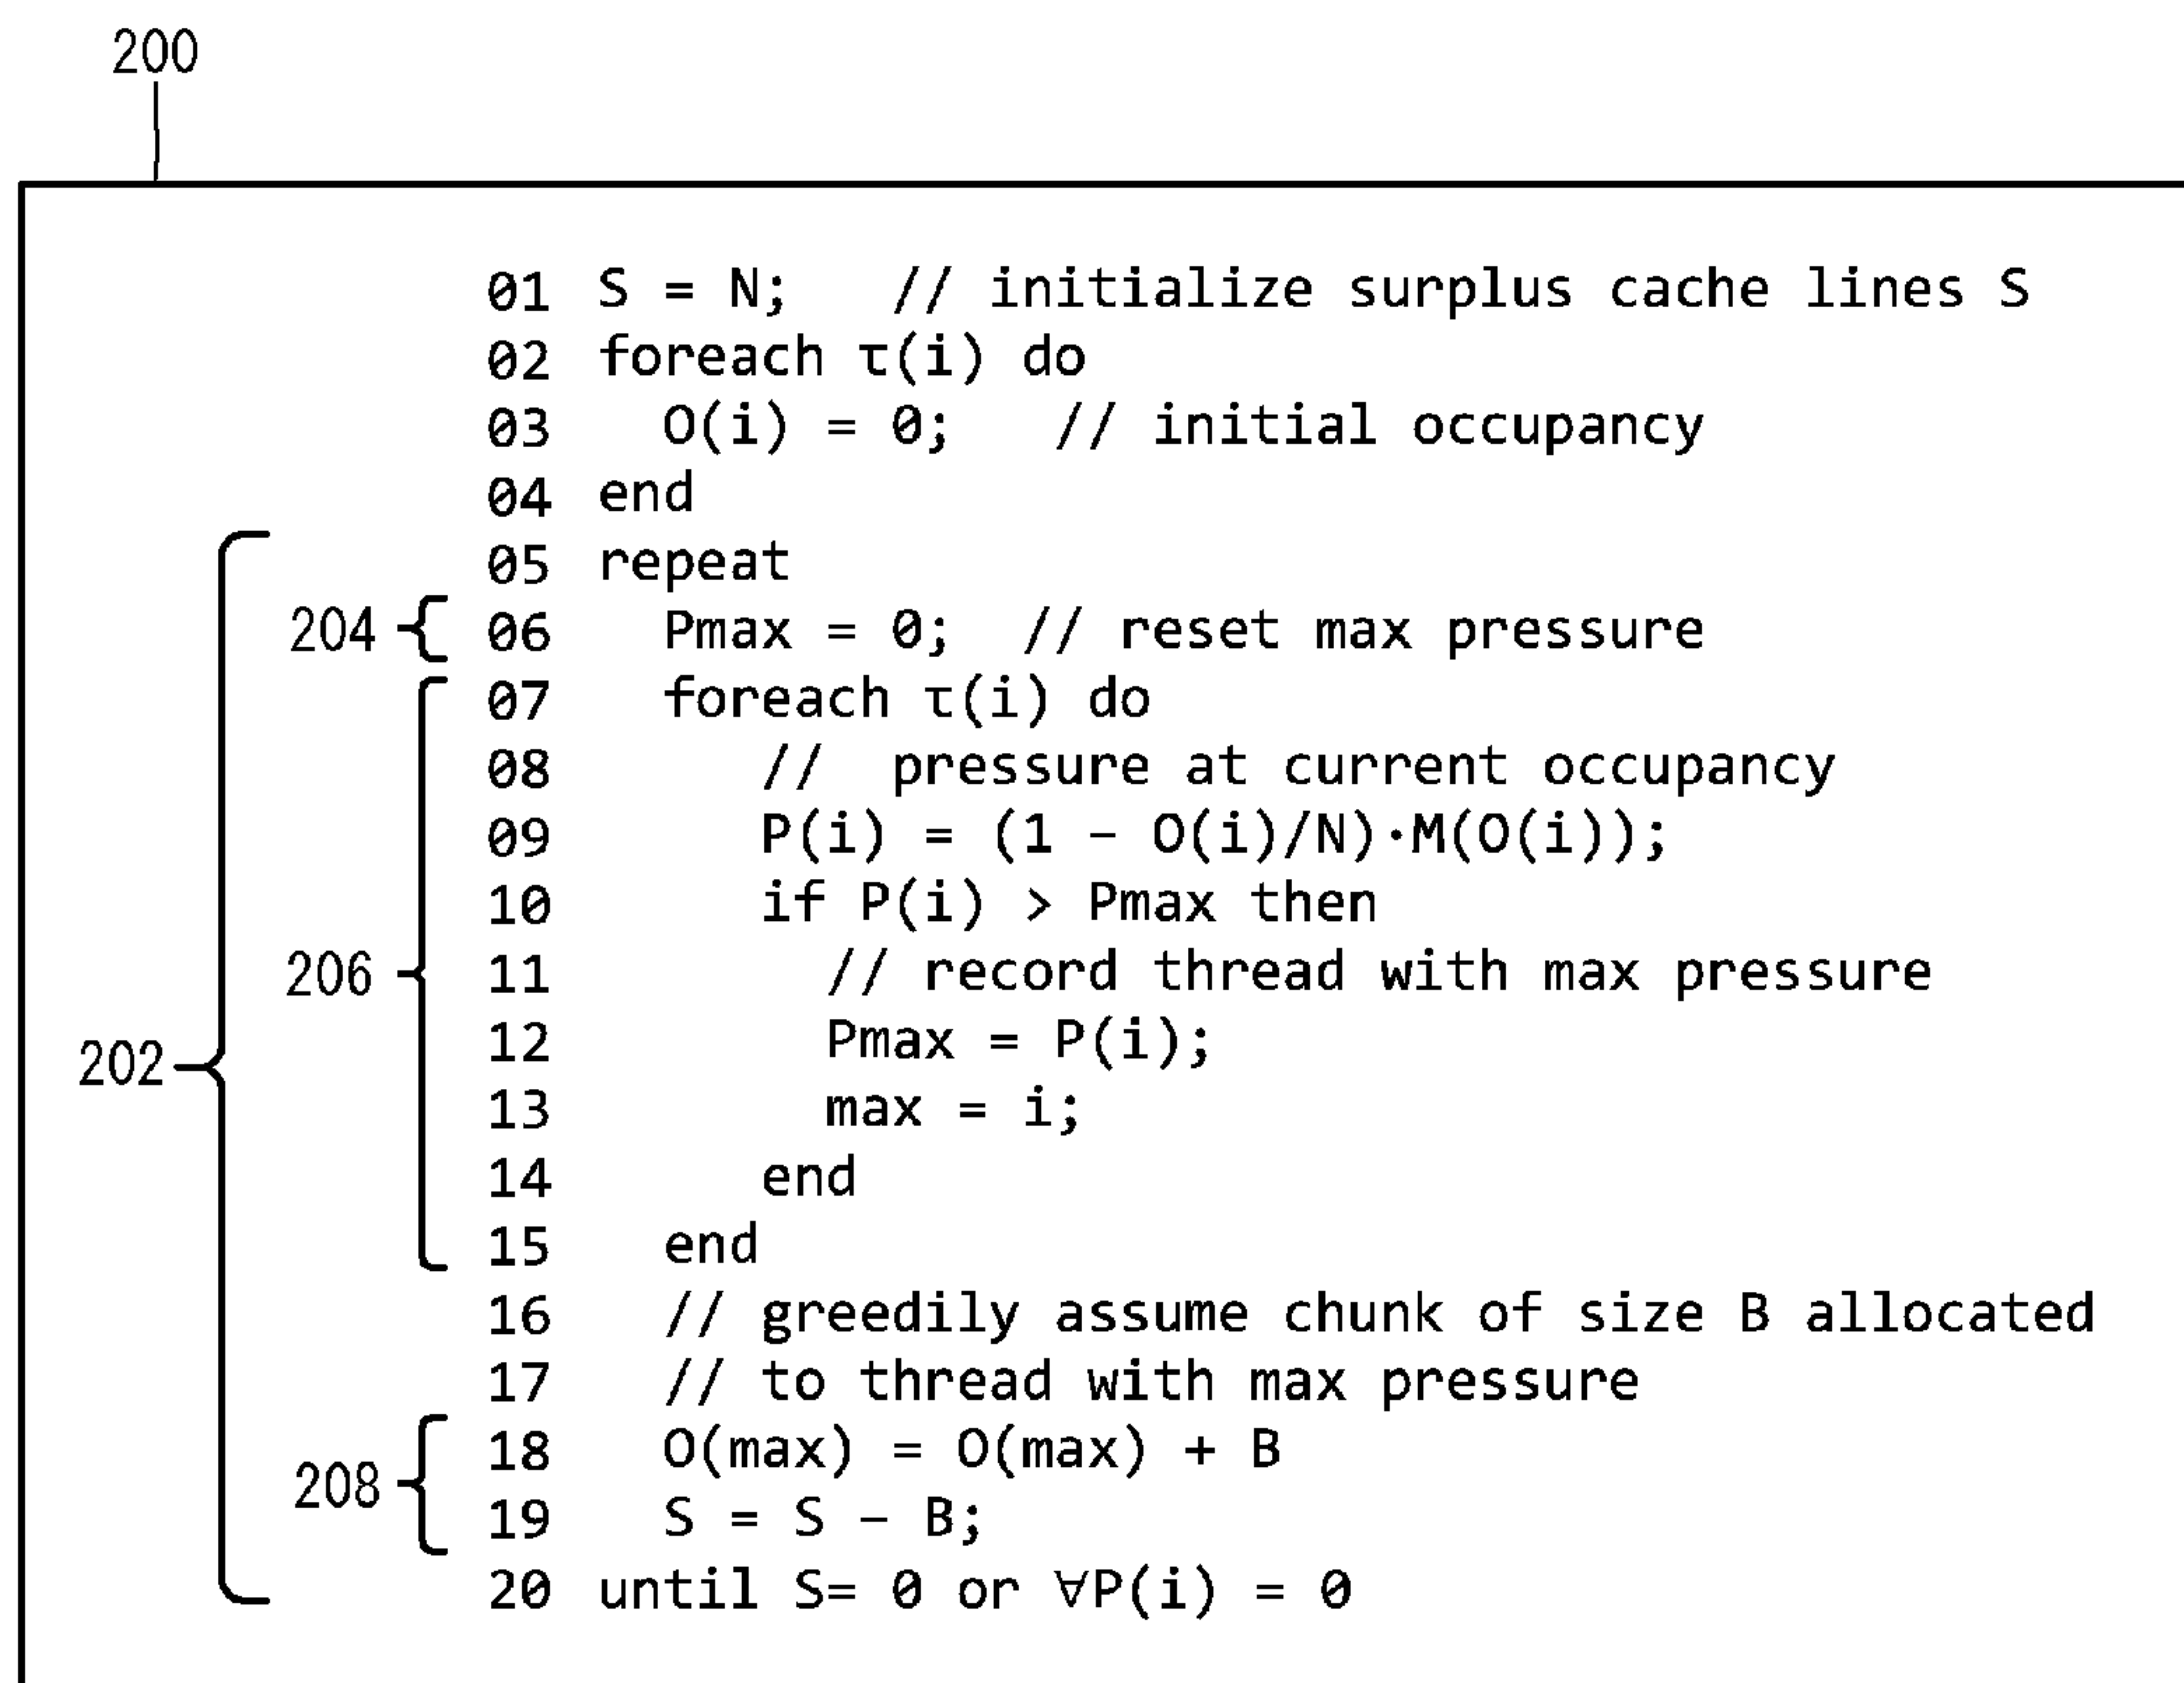 200
01 S = N; // initialize surplus cache lines S
02 foreach τ(i) do
03 O(i) = 0; // initial occupancy
04 end
05 repeat
204 06 Pmax = 0; // reset max pressure
07 foreach τ(i) do
08 // pressure at current occupancy
09 P(i) = (1 – O(i)/N)·M(O(i));
10 if P(i) > Pmax then
206 11 // record thread with max pressure
202 12 Pmax = P(i);
13 max = i;
14 end
15 end
16 // greedily assume chunk of size B allocated
17 // to thread with max pressure
18 O(max) = O(max) + B
208 19 S = S – B;
20 until S= 0 or ∀P(i) = 0